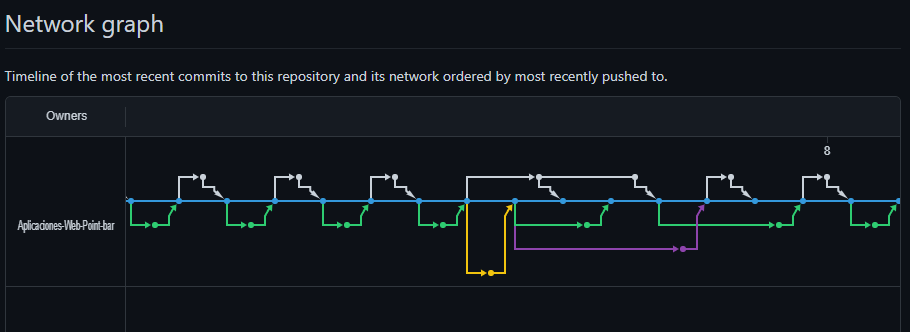 Network graph
Timeline of the most recent commits to this repository and its network ordered by most recently pushed to.
Owners
8
Aplicaciones-Web-Point-bar